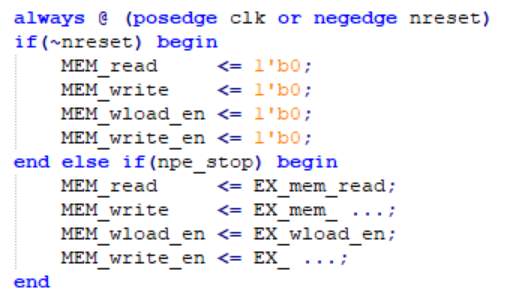 always @ (posedge clk or negedge nreset)
if(~nreset) begin
MEM_read <= 1'b0;
MEM_write <= 1'b0;
MEM_wload_en <= 1'b0;
MEM_write_en <= 1'b0;
end else if(npe_stop) begin
MEM_read <= EX_mem_read;
MEM_write <= EX_mem_ ...;
MEM_wload_en <= EX_wload_en;
MEM_write_en <= EX_ ...;
end